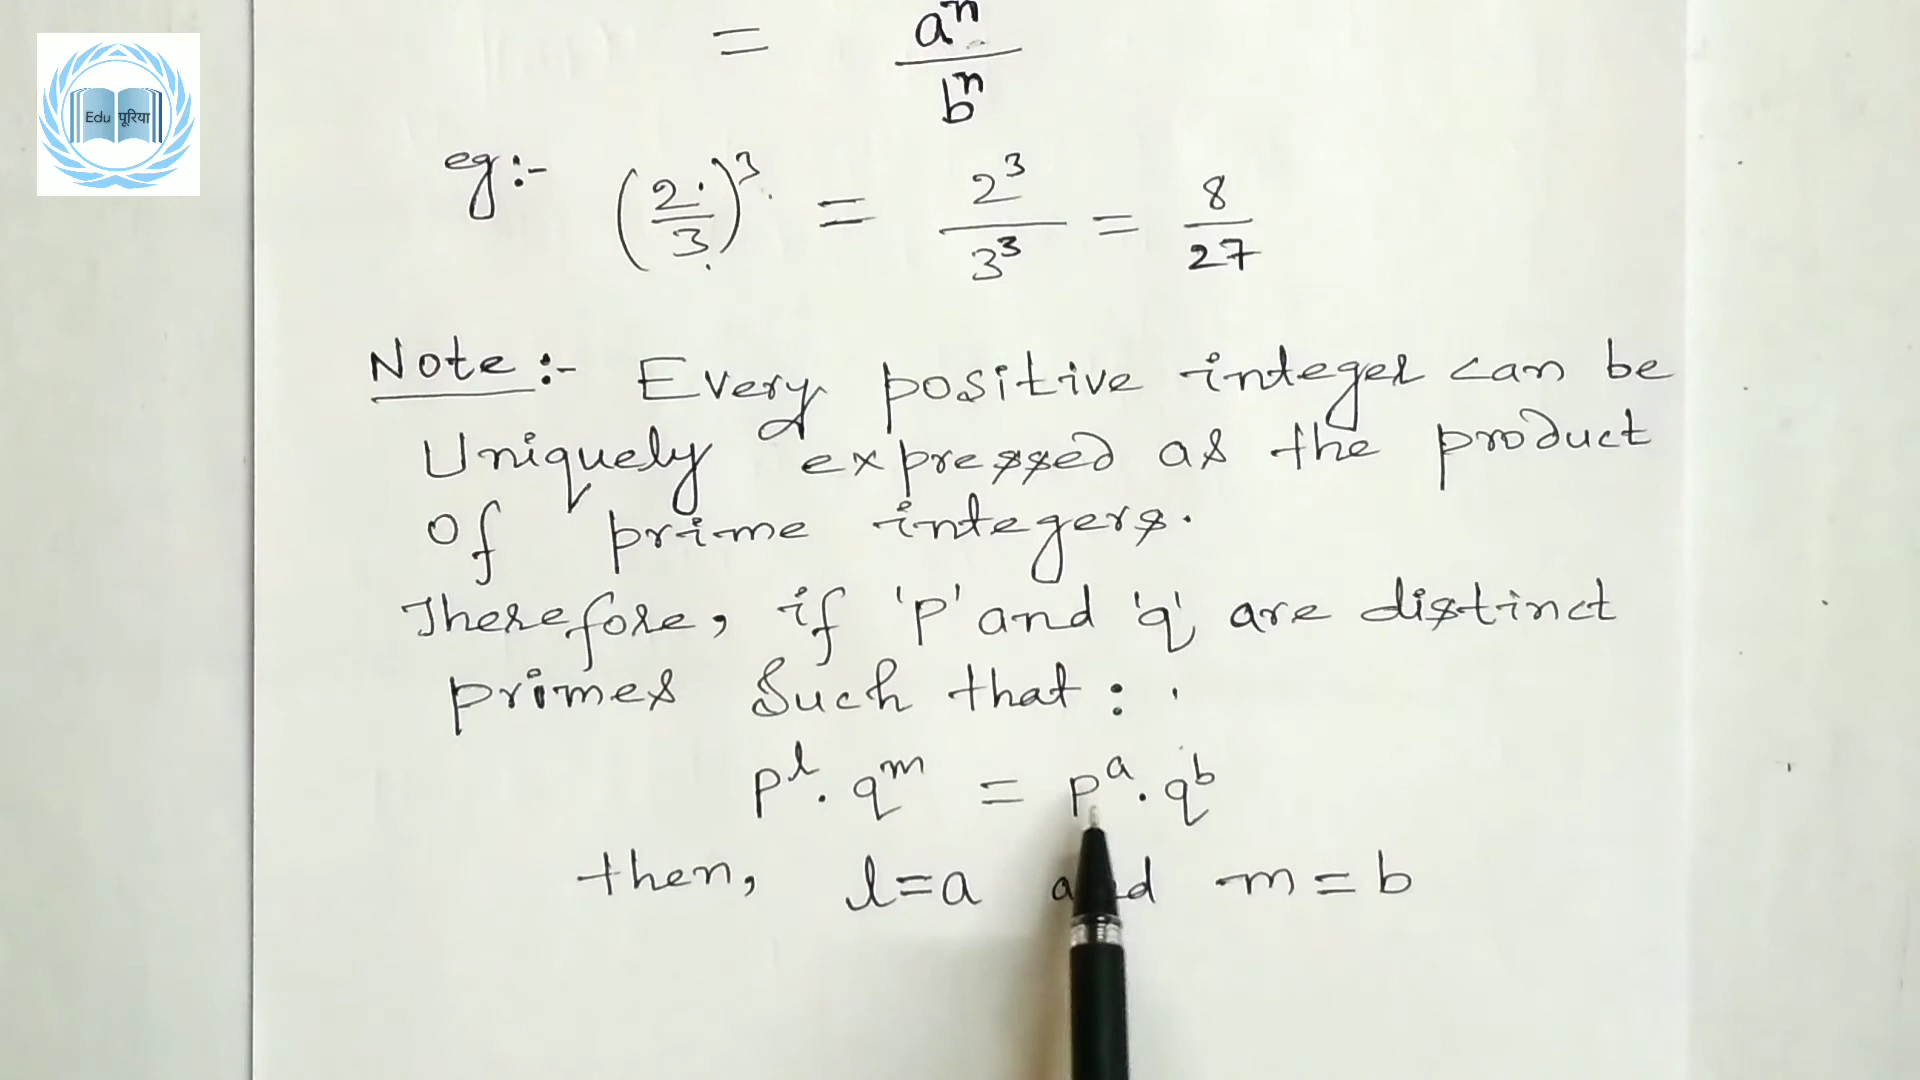 = aⁿ / bⁿ
Edu पूरिया
eg:- (2/3)³ = 2³/3³ = 8/27
Note:- Every positive integer can be
Uniquely expressed as the product
of prime integers.
Therefore, if 'p' and 'q' are distinct
primes Such that:
pˡ . qᵐ = pᵃ . qᵇ
then, l=a and m=b